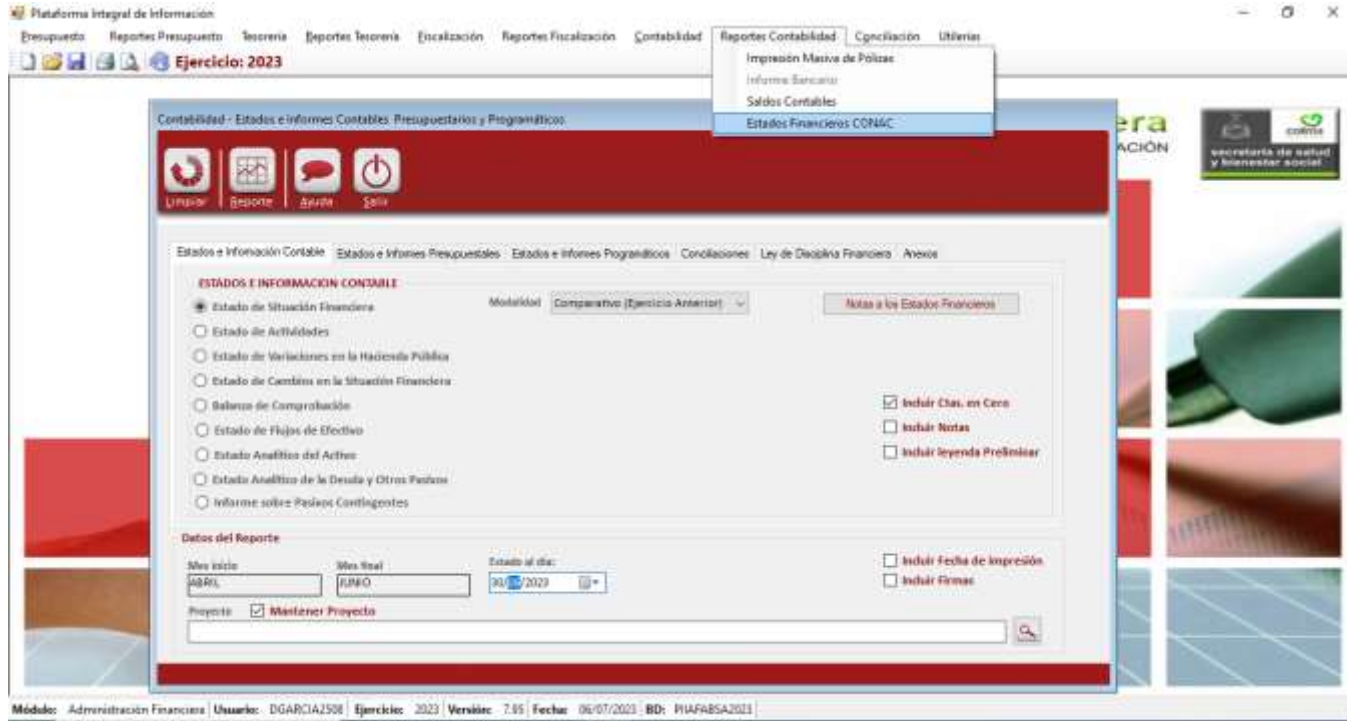 Plataforma Integral de Información
Presupuesto Reportes Presupuesto Tesorería Reportes Tesorería Fiscalización Reportes Fiscalización Contabilidad Reportes Contabilidad Conciliación Utilerias
Ejercicio: 2023
Impresión Masiva de Pólizas
Informe Bancario
Saldos Contables
Estados Financieros CONAC
Contabilidad - Estados e informes Contables Presupuestarios y Programáticos
era
ACIÓN
colima
secretaría de salud
y bienestar social
Limpiar Reporte Ayuda Salir
Estados e Información Contable Estados e Informes Presupuestales Estados e Informes Programáticos Conciliaciones Ley de Disciplina Financiera Anexos
ESTADOS E INFORMACION CONTABLE
Estado de Situación Financiera Modalidad Comparativo (Ejercicio Anterior) Notas a los Estados Financieros
Estado de Actividades
Estado de Variaciones en la Hacienda Pública
Estado de Cambios en la Situación Financiera
Balanza de Comprobación Incluir Ctas. en Cero
Estado de Flujos de Efectivo Incluir Notas
Estado Analítico del Activo Incluir leyenda Preliminar
Estado Analítico de la Deuda y Otros Pasivos
Informe sobre Pasivos Contingentes
Datos del Reporte
Mes inicio Mes final Estado al día: Incluir Fecha de Impresión
ABRIL JUNIO 30/06/2023 Incluir Firmas
Proyecto Mantener Proyecto
Módulo: Administración Financiera Usuario: DGARCIA2508 Ejercicio: 2023 Versión: 7.95 Fecha: 06/07/2023 BD: PIIAFABSA2023